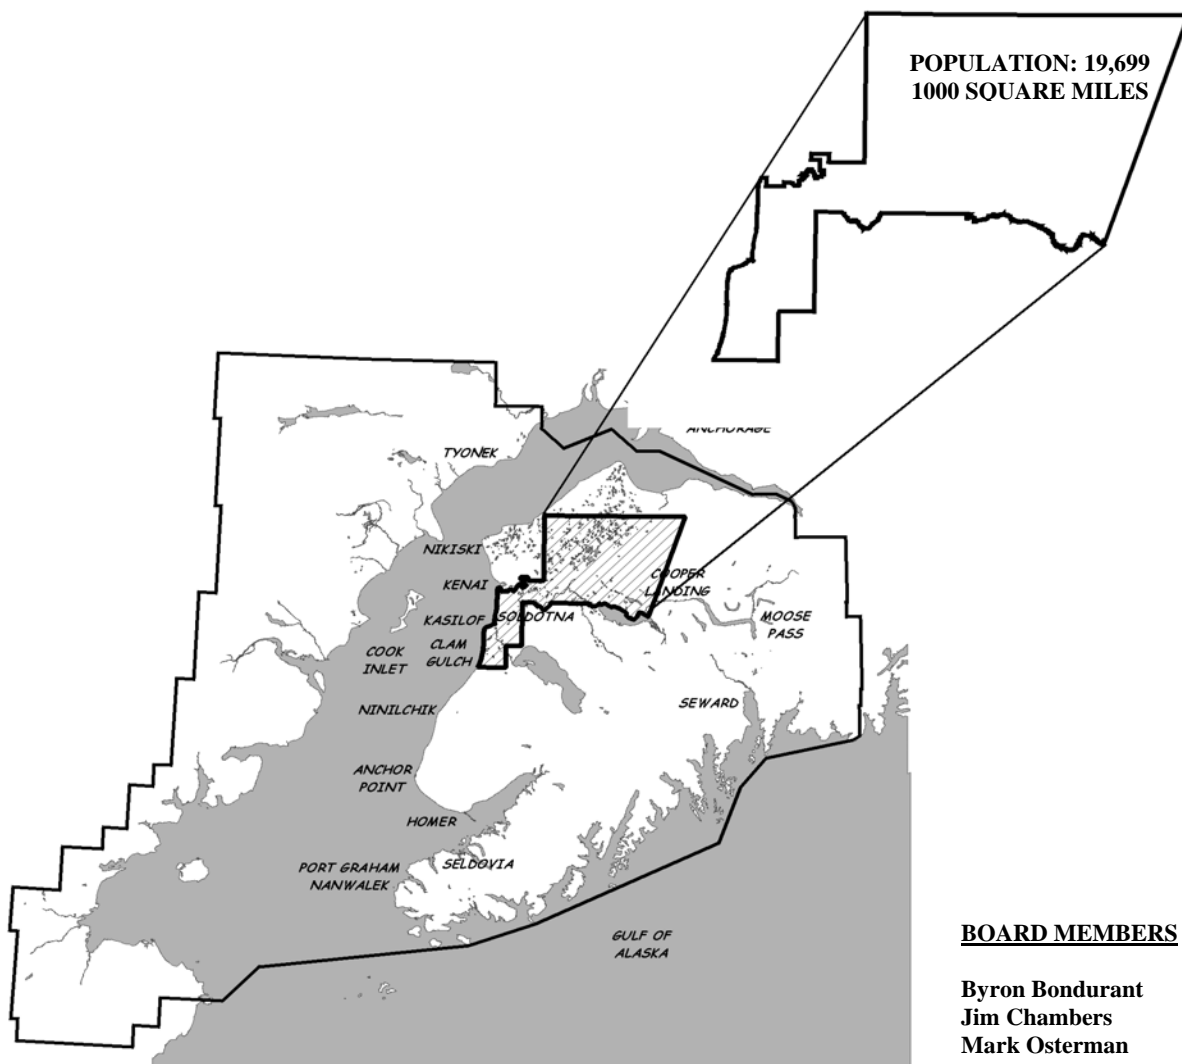 POPULATION: 19,699
1000 SQUARE MILES
ANCHORAGE
TYONEK
NIKISKI
KENAI
COOPER
LANDING
KASILOF
SOLDOTNA
MOOSE
PASS
COOK
INLET
CLAM
GULCH
NINILCHIK
SEWARD
ANCHOR
POINT
HOMER
PORT GRAHAM
NANWALEK
SELDOVIA
GULF OF
ALASKA
BOARD MEMBERS
Byron Bondurant
Jim Chambers
Mark Osterman